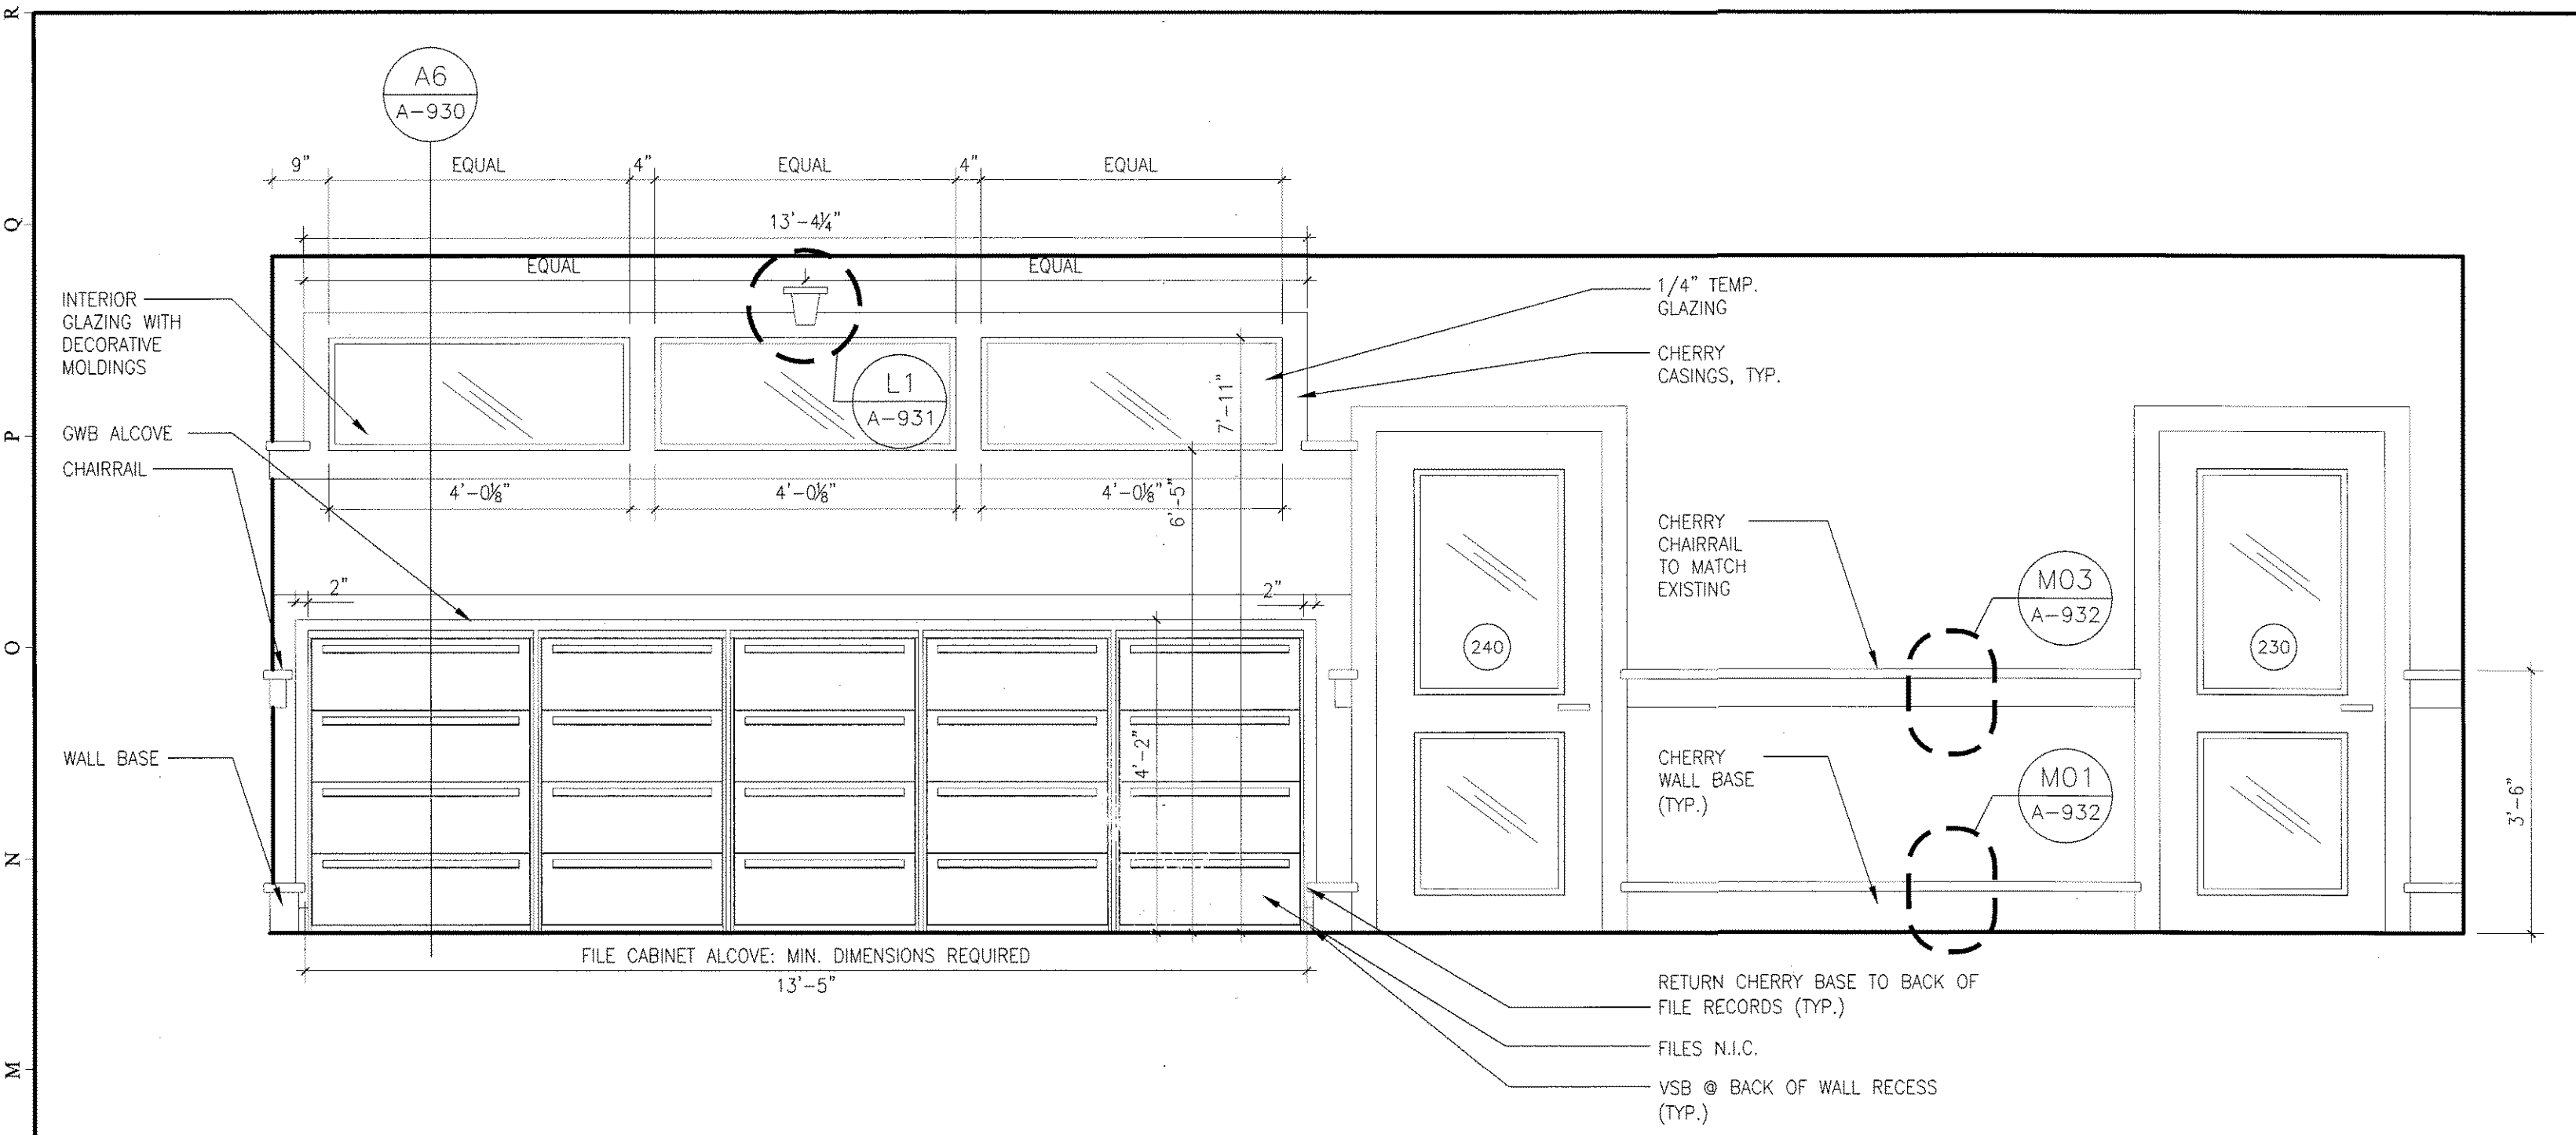 R
A6
A-930
9"
EQUAL
4"
EQUAL
4"
EQUAL
Q
13'-4¼"
EQUAL
EQUAL
INTERIOR
GLAZING WITH
DECORATIVE
MOLDINGS
1/4" TEMP.
GLAZING
CHERRY
CASINGS, TYP.
L1
A-931
7'-11"
P
GWB ALCOVE
CHAIRRAIL
4'-0⅛"
4'-0⅛"
4'-0⅛"
6'-5"
CHERRY
CHAIRRAIL
TO MATCH
EXISTING
2"
2"
M03
A-932
O
240
230
WALL BASE
4'-2"
CHERRY
WALL BASE
(TYP.)
M01
A-932
3'-6"
N
FILE CABINET ALCOVE: MIN. DIMENSIONS REQUIRED
13'-5"
RETURN CHERRY BASE TO BACK OF
FILE RECORDS (TYP.)
FILES N.I.C.
M
VSB @ BACK OF WALL RECESS
(TYP.)